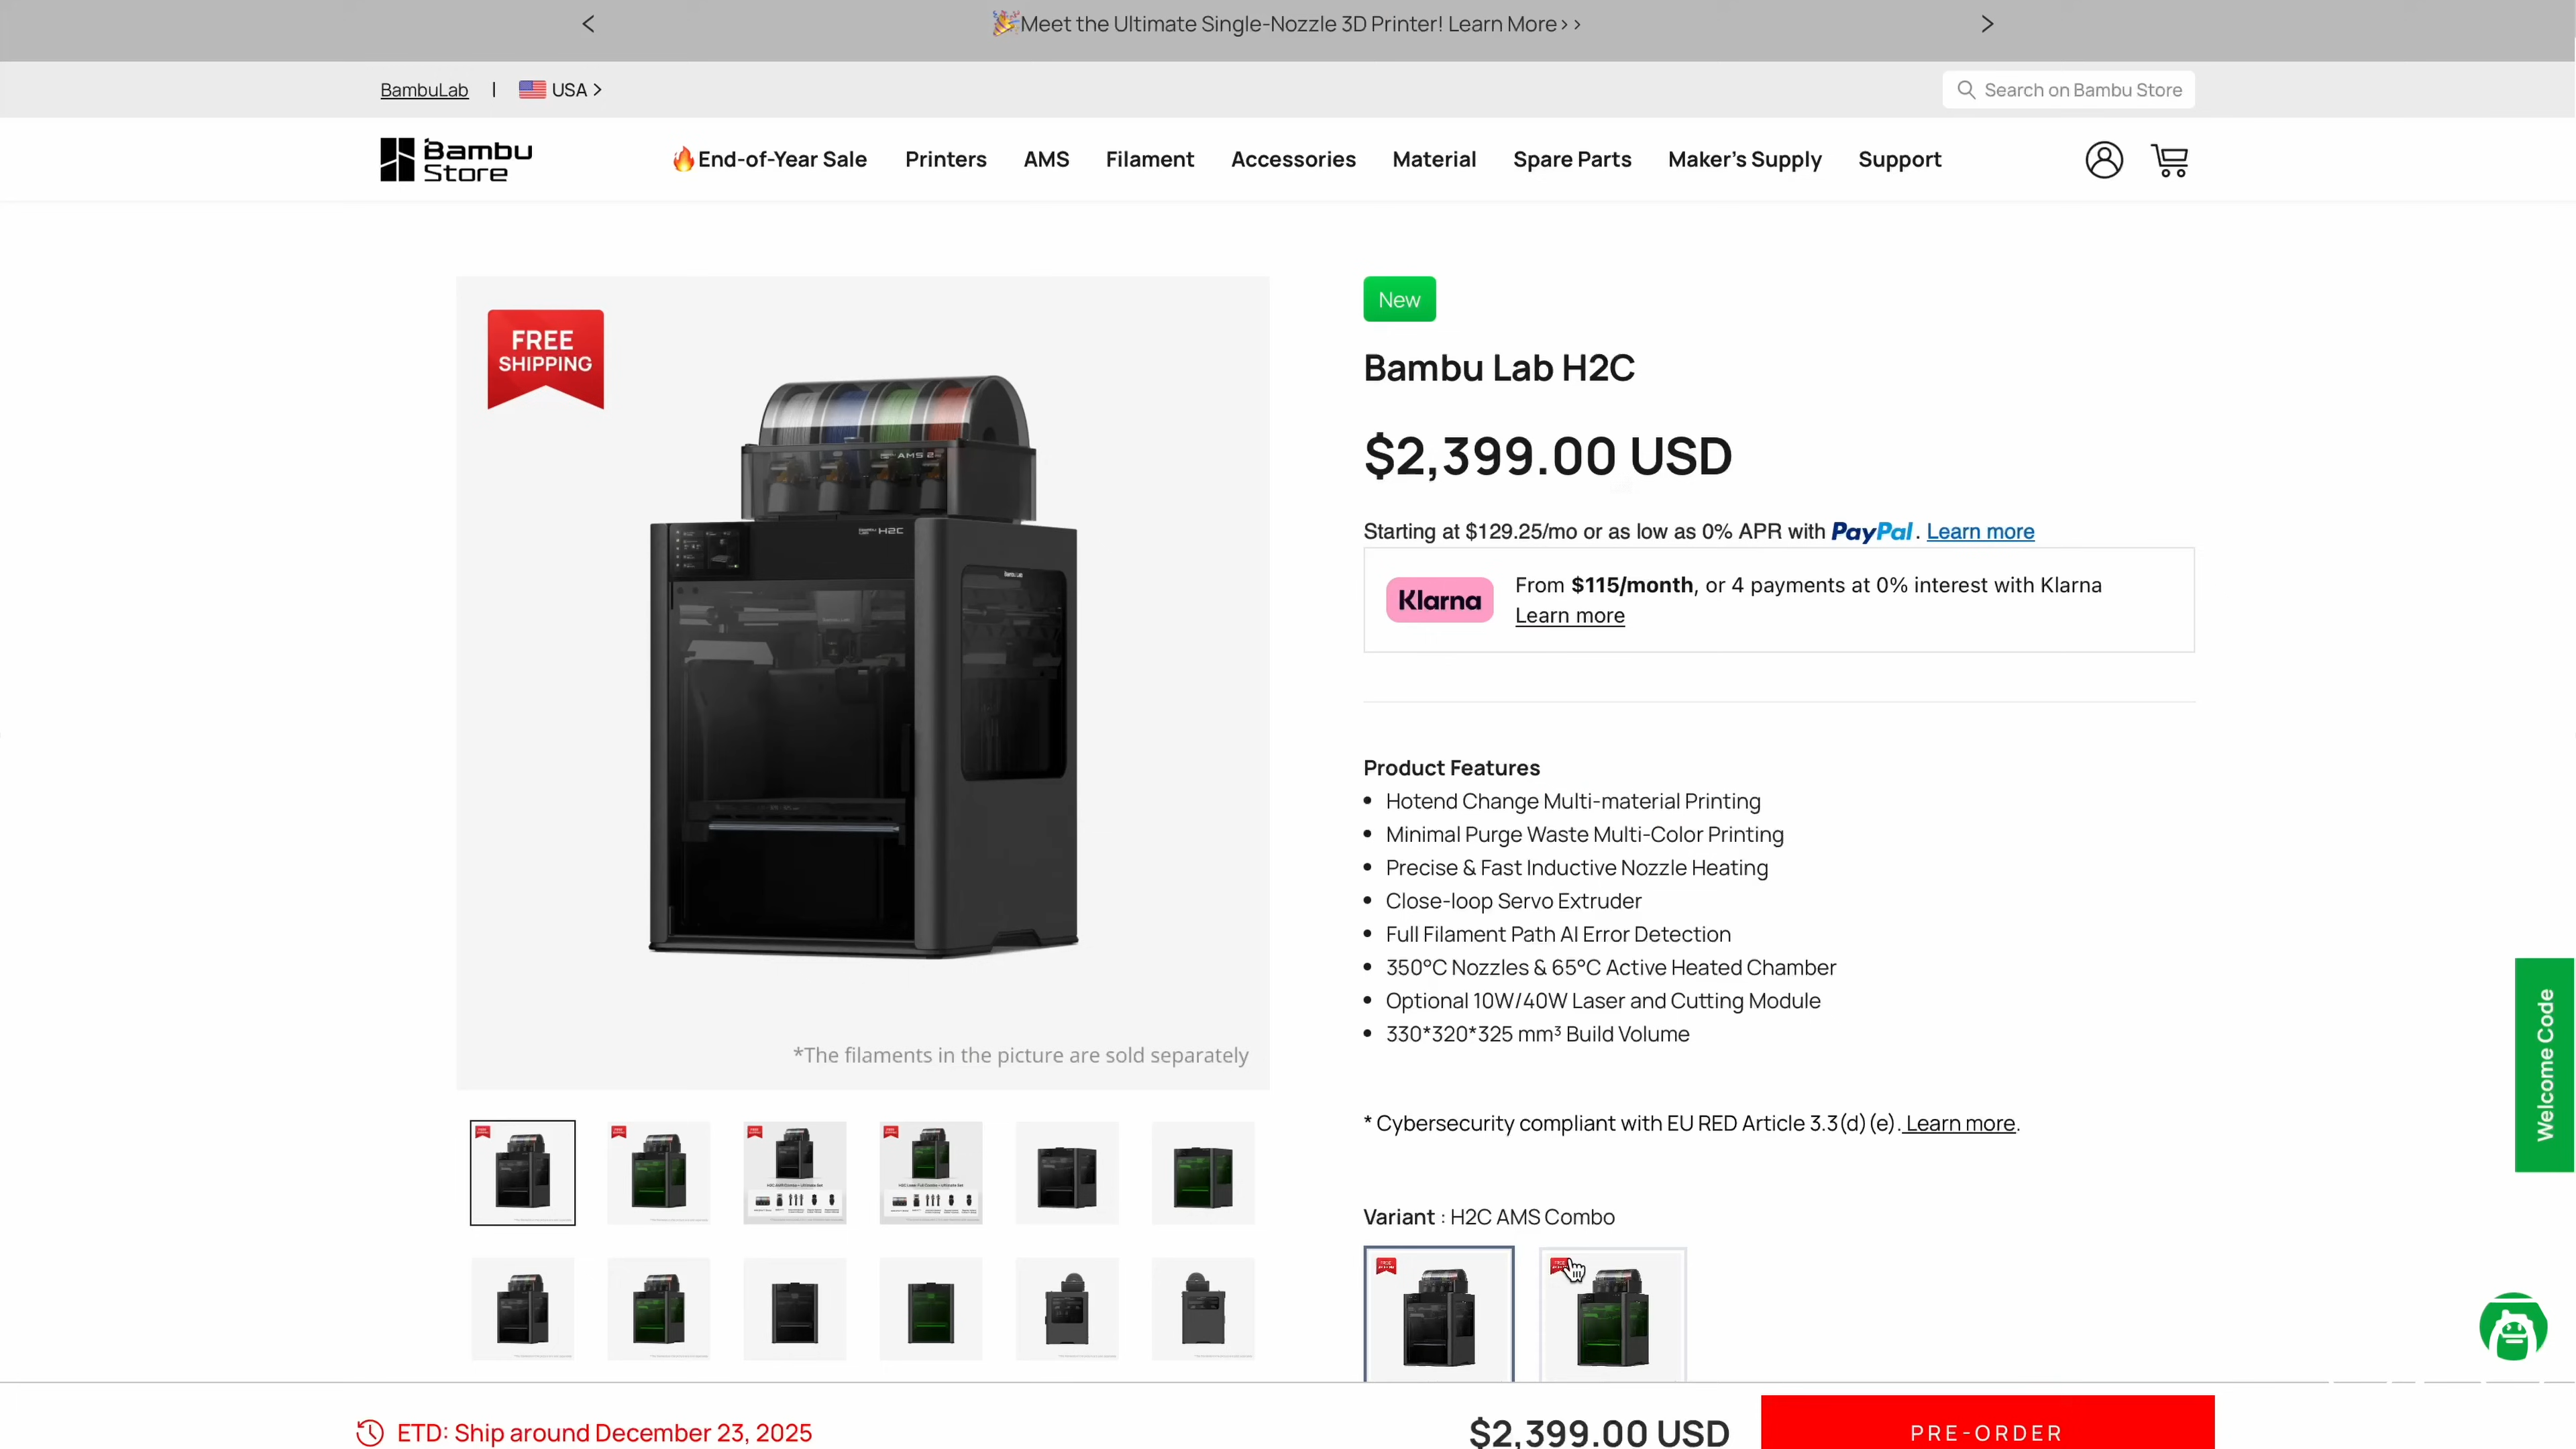 🎉Meet the Ultimate Single-Nozzle 3D Printer! Learn More>>
BambuLab | USA >
Search on Bambu Store
Bambu Store
🔥End-of-Year Sale Printers AMS Filament Accessories Material Spare Parts Maker's Supply Support
FREE
SHIPPING
AMS 2
H2C
*The filaments in the picture are sold separately
New
Bambu Lab H2C
$2,399.00 USD
Starting at $129.25/mo or as low as 0% APR with PayPal. Learn more
Klarna
From $115/month, or 4 payments at 0% interest with Klarna
Learn more
Product Features
• Hotend Change Multi-material Printing
• Minimal Purge Waste Multi-Color Printing
• Precise & Fast Inductive Nozzle Heating
• Close-loop Servo Extruder
• Full Filament Path AI Error Detection
• 350°C Nozzles & 65°C Active Heated Chamber
• Optional 10W/40W Laser and Cutting Module
• 330*320*325 mm³ Build Volume
* Cybersecurity compliant with EU RED Article 3.3(d)(e). Learn more.
Variant : H2C AMS Combo
Welcome Code
ETD: Ship around December 23, 2025
$2,399.00 USD
PRE-ORDER